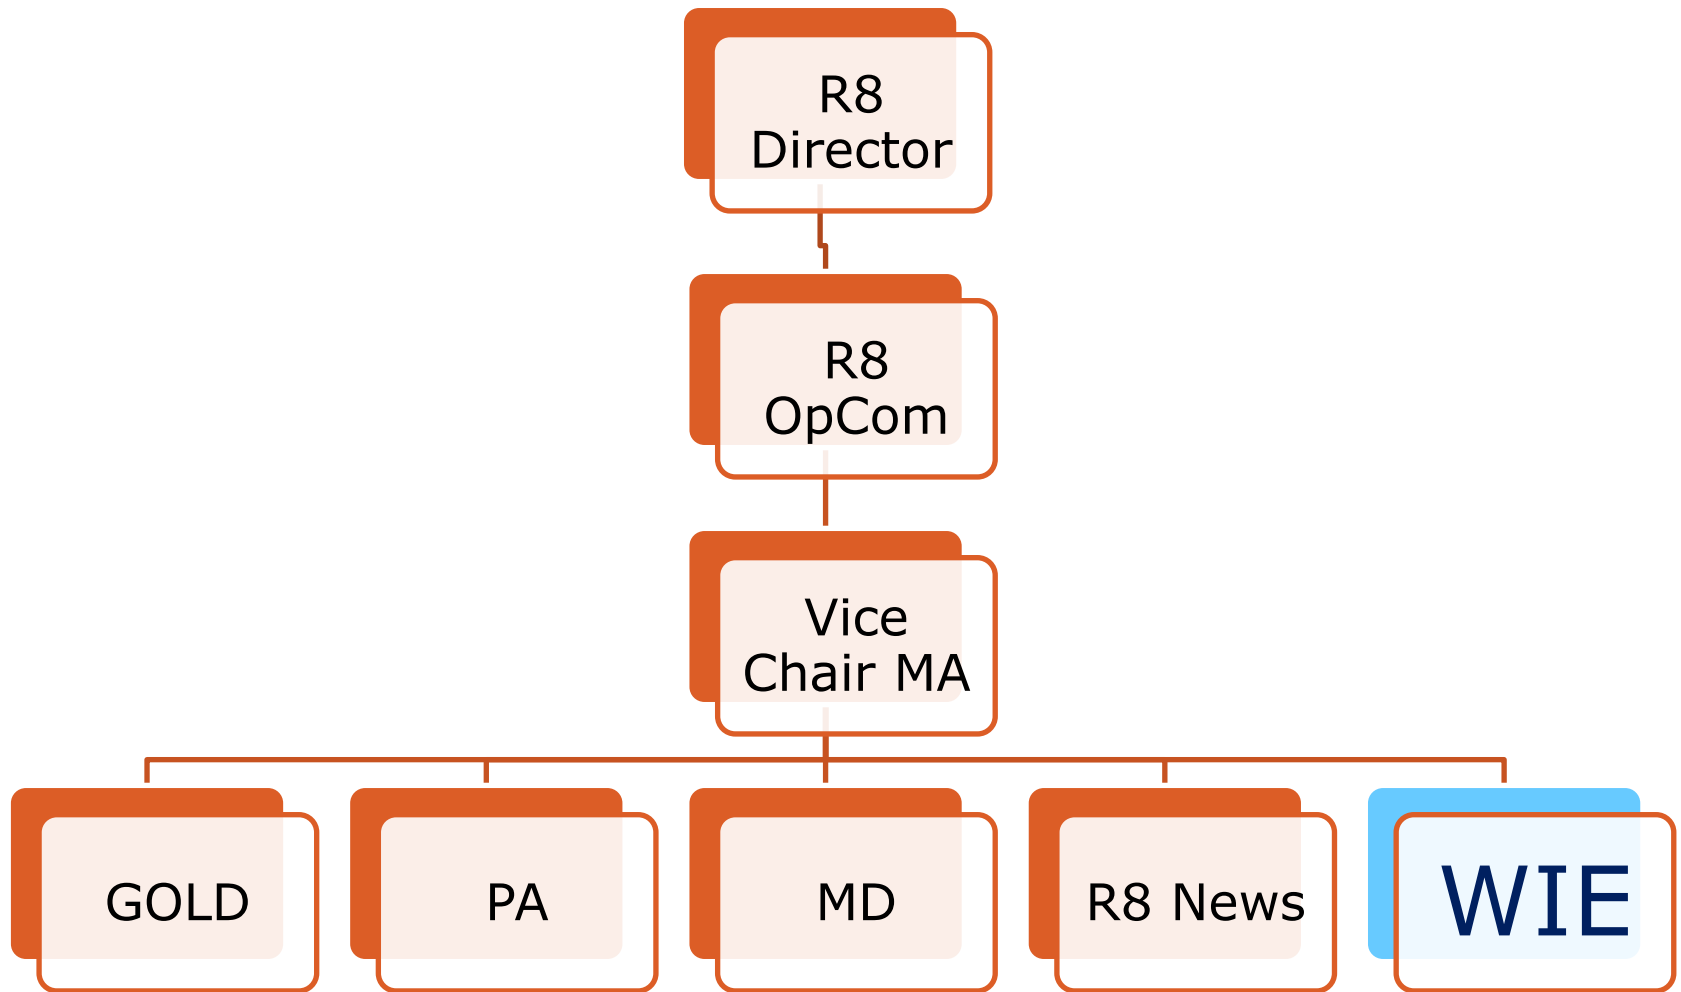 R8
Director
R8
OpCom
Vice
Chair MA
GOLD
PA
MD
R8 News
WIE